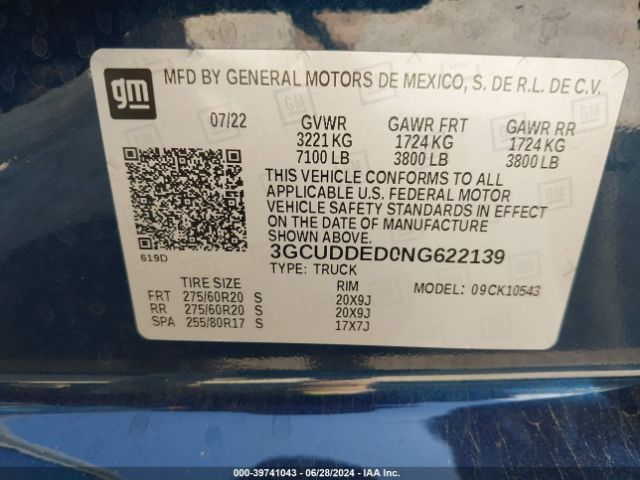 gm
MFD BY GENERAL MOTORS DE MEXICO, S. DE R.L. DE C.V.
07/22 GVWR GAWR FRT GAWR RR
3221 KG 1724 KG 1724 KG
7100 LB 3800 LB 3800 LB
THIS VEHICLE CONFORMS TO ALL
APPLICABLE U.S. FEDERAL MOTOR
VEHICLE SAFETY STANDARDS IN EFFECT
ON THE DATE OF MANUFACTURE
SHOWN ABOVE.
619D
3GCUDDED0NG622139
TYPE: TRUCK
TIRE SIZE RIM MODEL: 09CK10543
FRT 275/60R20 S 20X9J
RR 275/60R20 S 20X9J
SPA 255/80R17 S 17X7J
000-39741043 / 06/28/2024 - IAA Inc.